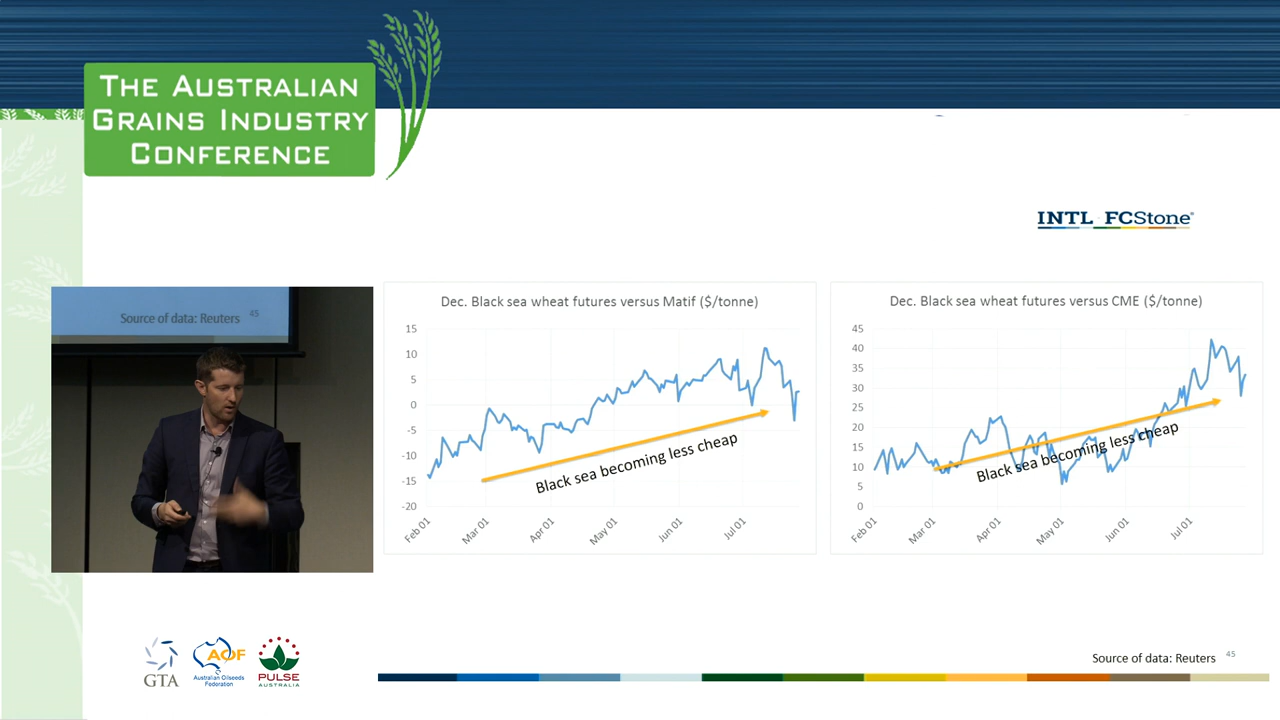 THE AUSTRALIAN
GRAINS INDUSTRY
CONFERENCE
INTL FCStone®
Source of data: Reuters 45
Dec. Black sea wheat futures versus Matif ($/tonne)
15
10
5
0
-5
-10
-15
-20
Feb 01
Mar 01
Apr 01
May 01
Jun 01
Jul 01
Black sea becoming less cheap
Dec. Black sea wheat futures versus CME ($/tonne)
45
40
35
30
25
20
15
10
5
0
Feb 01
Mar 01
Apr 01
May 01
Jun 01
Jul 01
Black sea becoming less cheap
GTA
AOF
Australian Oilseeds
Federation
PULSE
AUSTRALIA
Source of data: Reuters 45